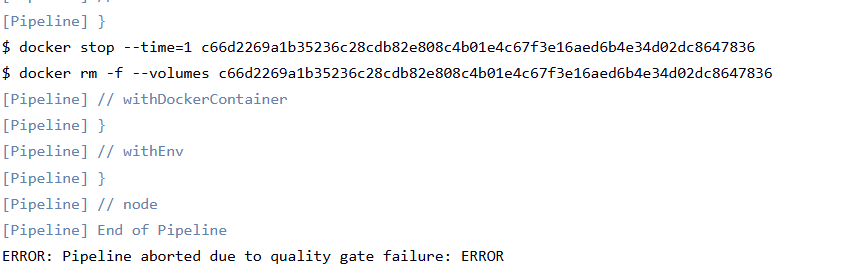 [Pipeline] }
$ docker stop --time=1 c66d2269a1b35236c28cdb82e808c4b01e4c67f3e16aed6b4e34d02dc8647836
$ docker rm -f --volumes c66d2269a1b35236c28cdb82e808c4b01e4c67f3e16aed6b4e34d02dc8647836
[Pipeline] // withDockerContainer
[Pipeline] }
[Pipeline] // withEnv
[Pipeline] }
[Pipeline] // node
[Pipeline] End of Pipeline
ERROR: Pipeline aborted due to quality gate failure: ERROR